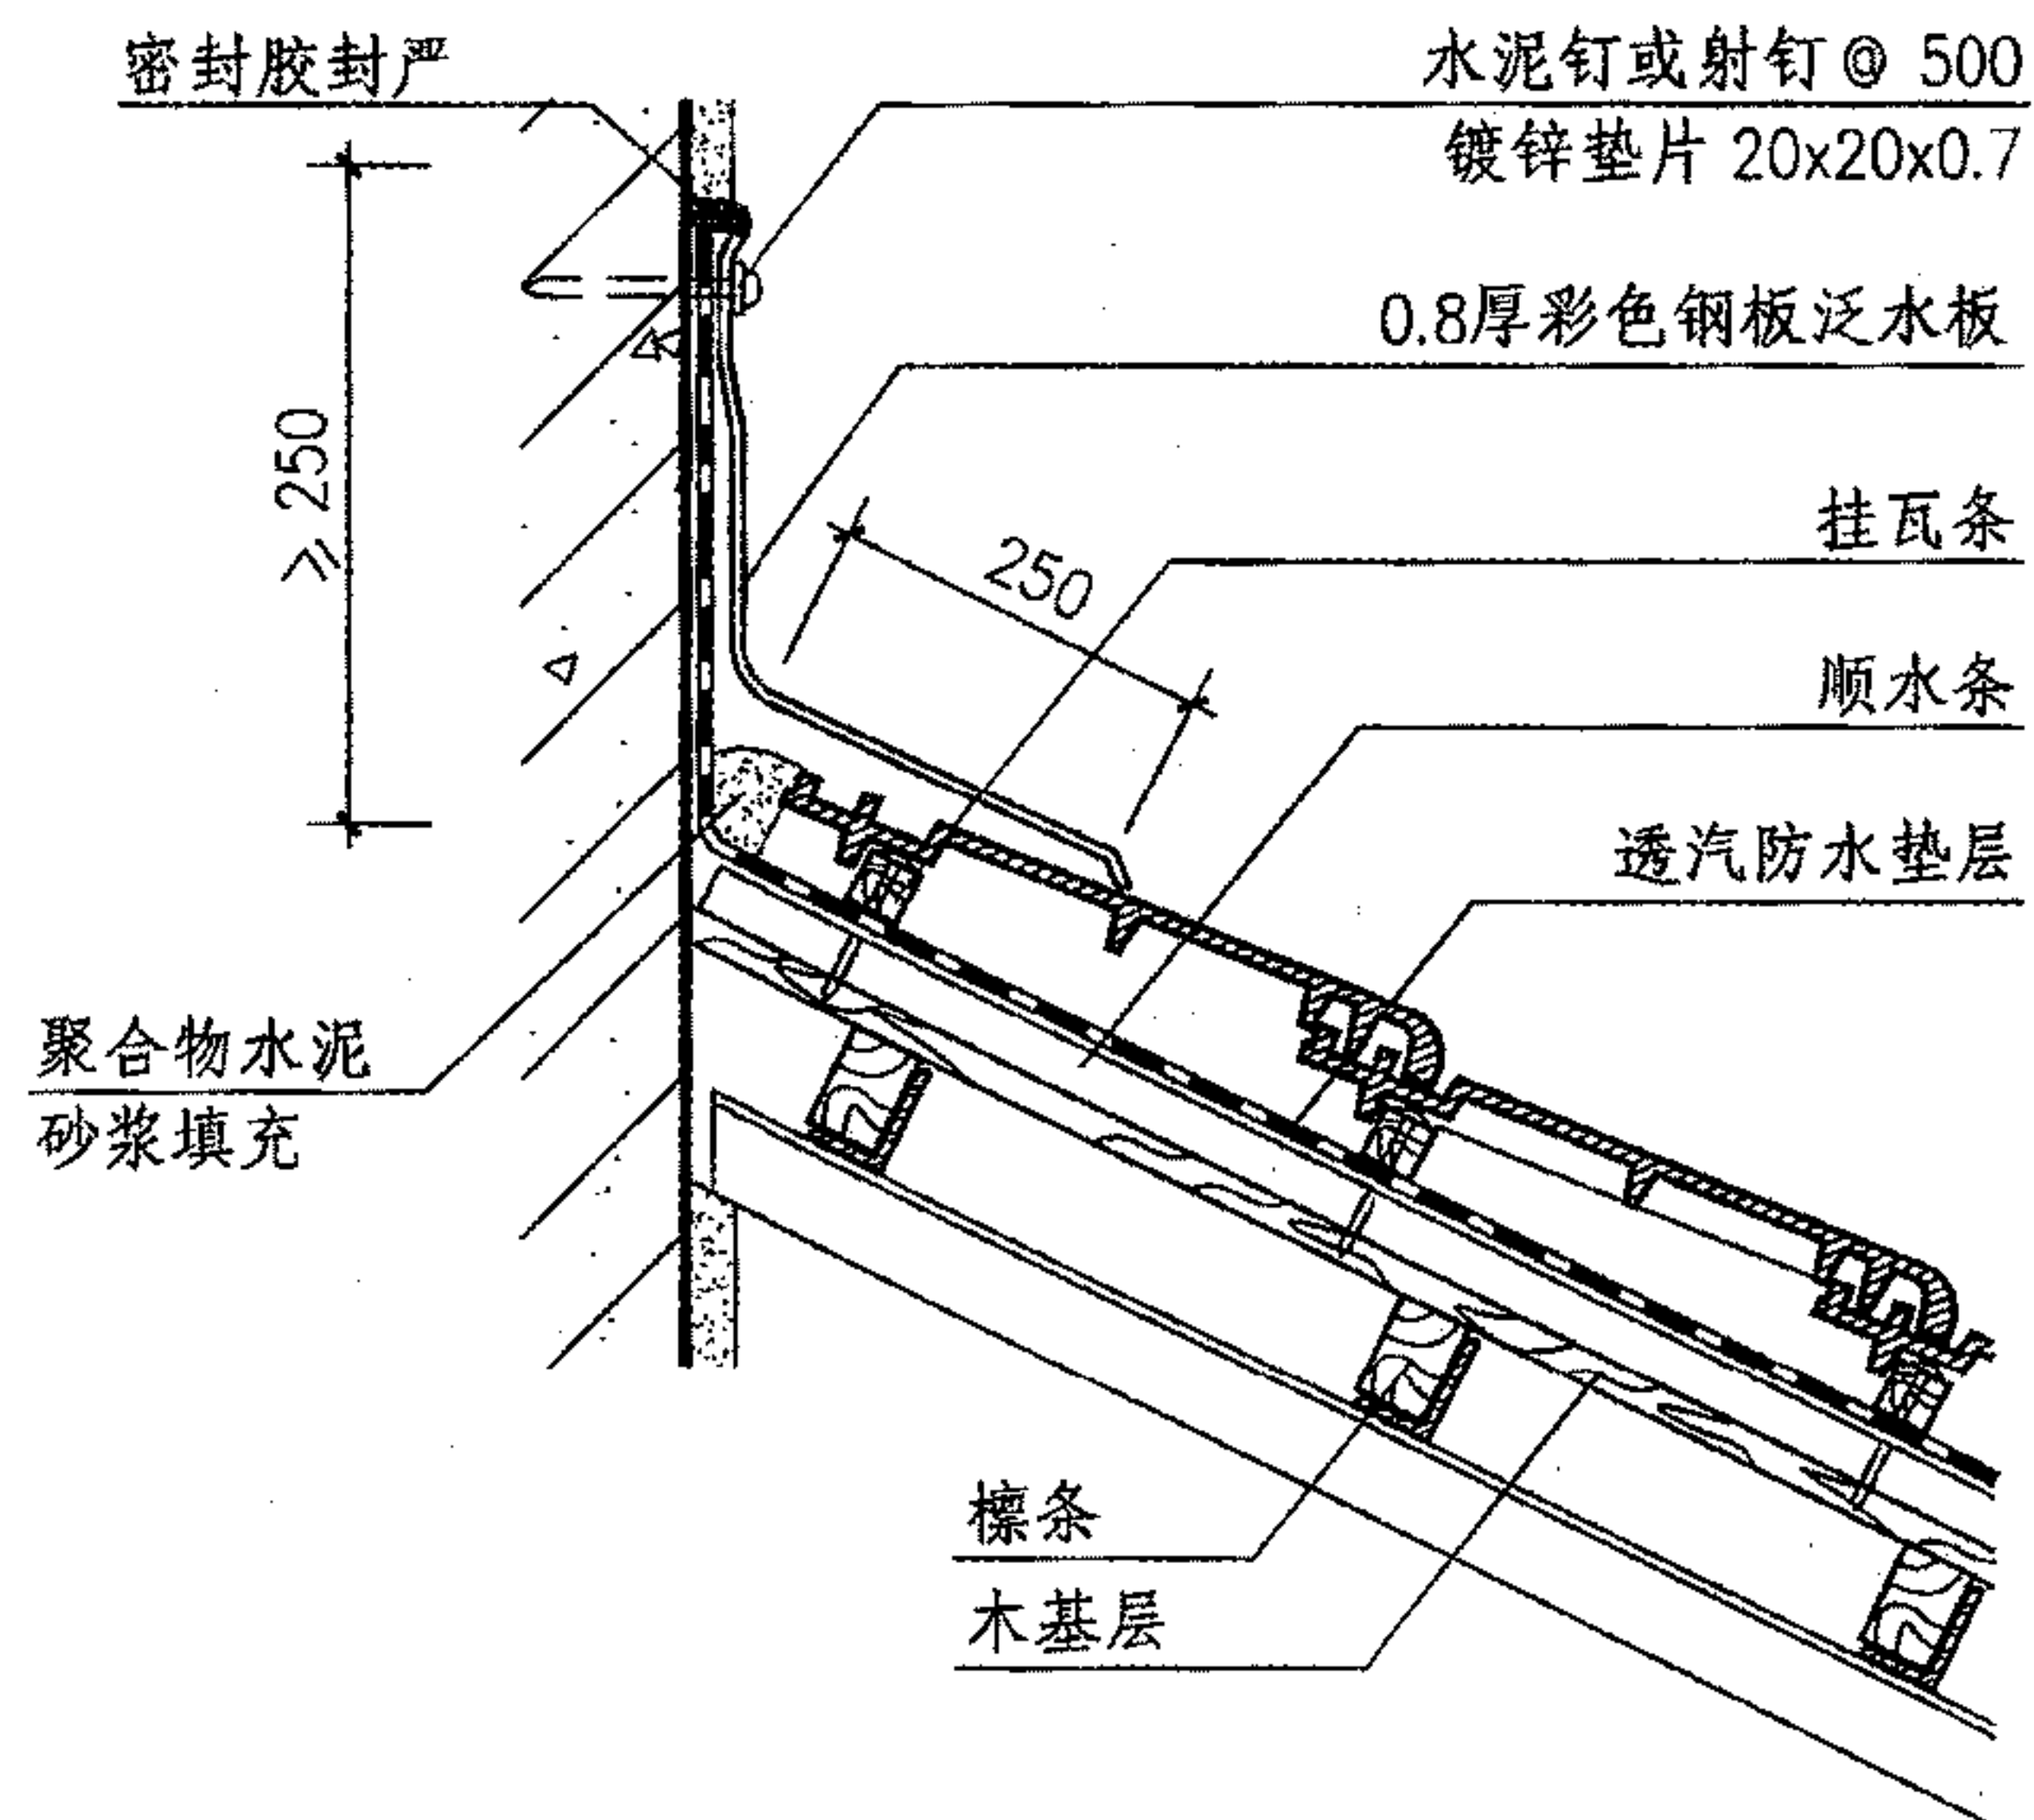 密封胶封严
水泥钉或射钉@ 500
镀锌垫片 20x20x0.7
0.8厚彩色钢板泛水板
≥250
250
挂瓦条
顺水条
透汽防水垫层
聚合物水泥
砂浆填充
檩条
木基层